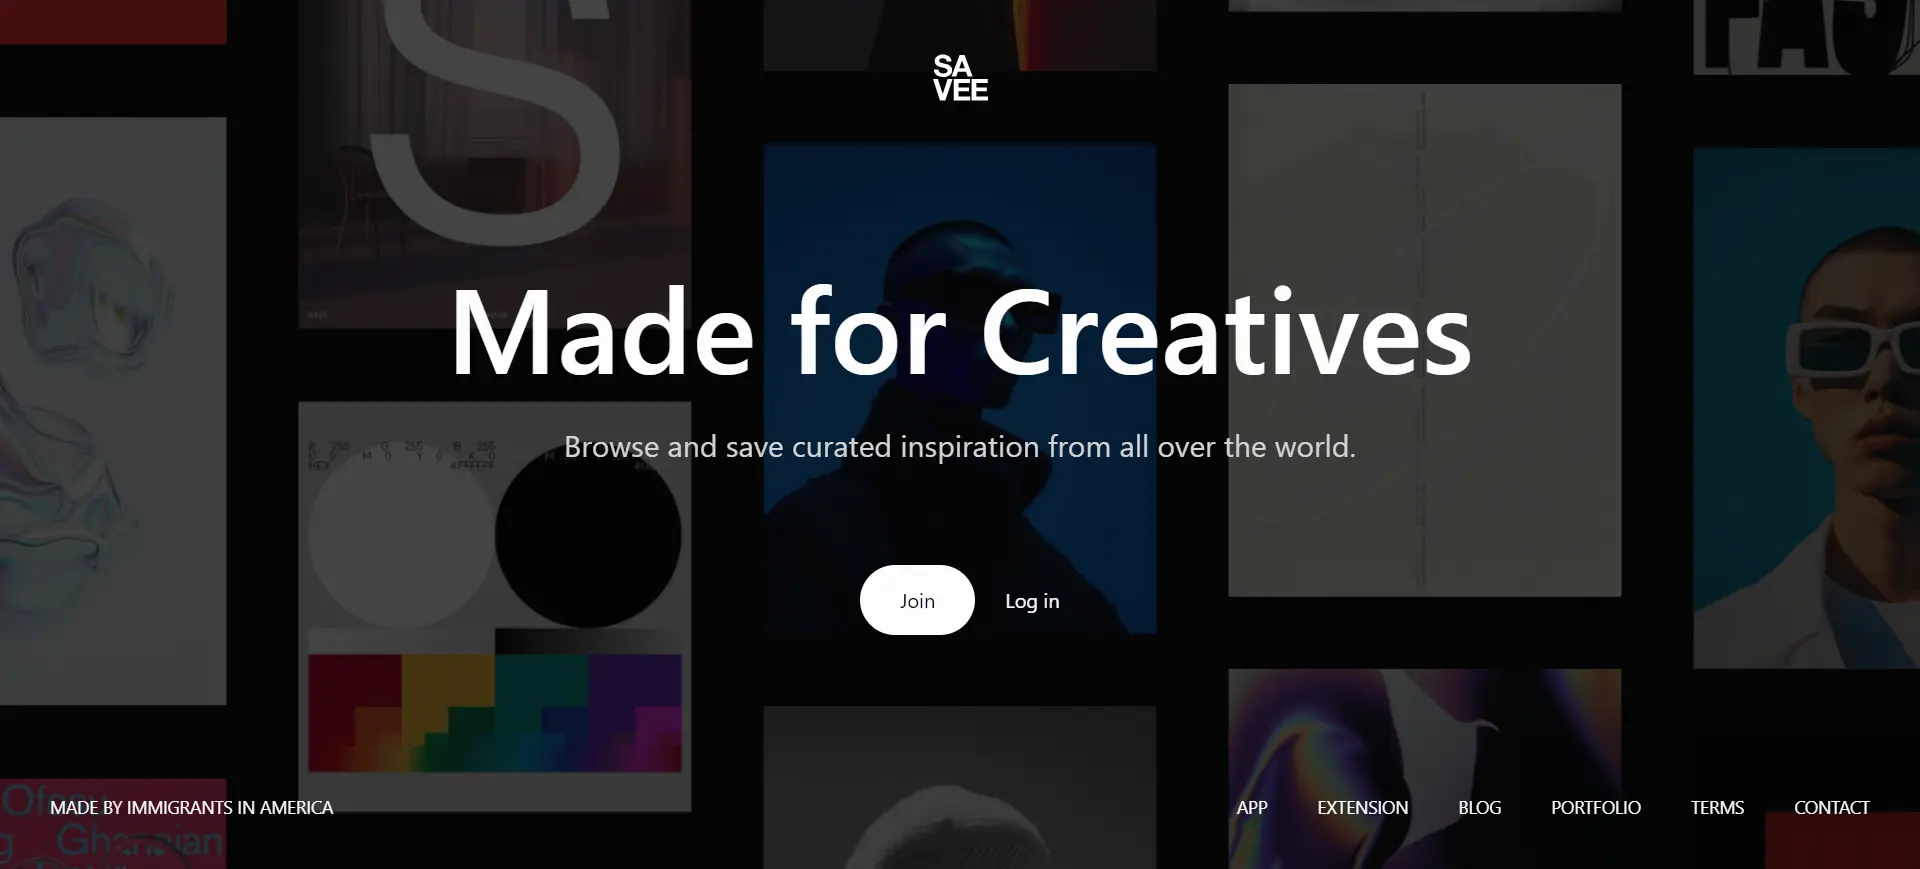 SA
VEE
Made for Creatives
Browse and save curated inspiration from all over the world.
Join
Log in
MADE BY IMMIGRANTS IN AMERICA
APP
EXTENSION
BLOG
PORTFOLIO
TERMS
CONTACT